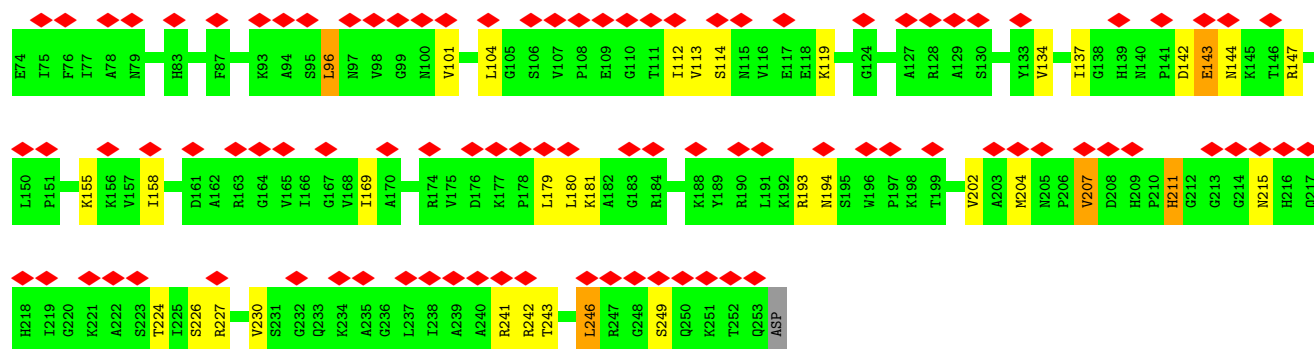 E74 I75 F76 I77 A78 N79 H83 F87 K93 A94 S95 L96 N97 V98 G99 N100 V101 L104 G105 S106 V107 P108 E109 G110 T111 I112 V113 S114 N115 V116 E117 E118 K119 G124 A127 R128 A129 S130 Y133 V134 I137 G138 H139 N140 P141 D142 E143 N144 K145 T146 R147
L150 P151 K155 K156 V157 I158 D161 A162 R163 G164 V165 I166 G167 V168 I169 A170 R174 V175 D176 K177 P178 L179 L180 K181 A182 G183 R184 K188 Y189 R190 L191 K192 R193 N194 S195 W196 P197 K198 T199 V202 A203 M204 N205 P206 V207 D208 H209 P210 H211 G212 G213 G214 N215 H216 Q217
H218 I219 G220 K221 A222 S223 T224 I225 S226 R227 V230 S231 G232 Q233 K234 A235 G236 L237 I238 A239 A240 R241 R242 T243 L246 R247 G248 S249 Q250 K251 T252 Q253 ASP